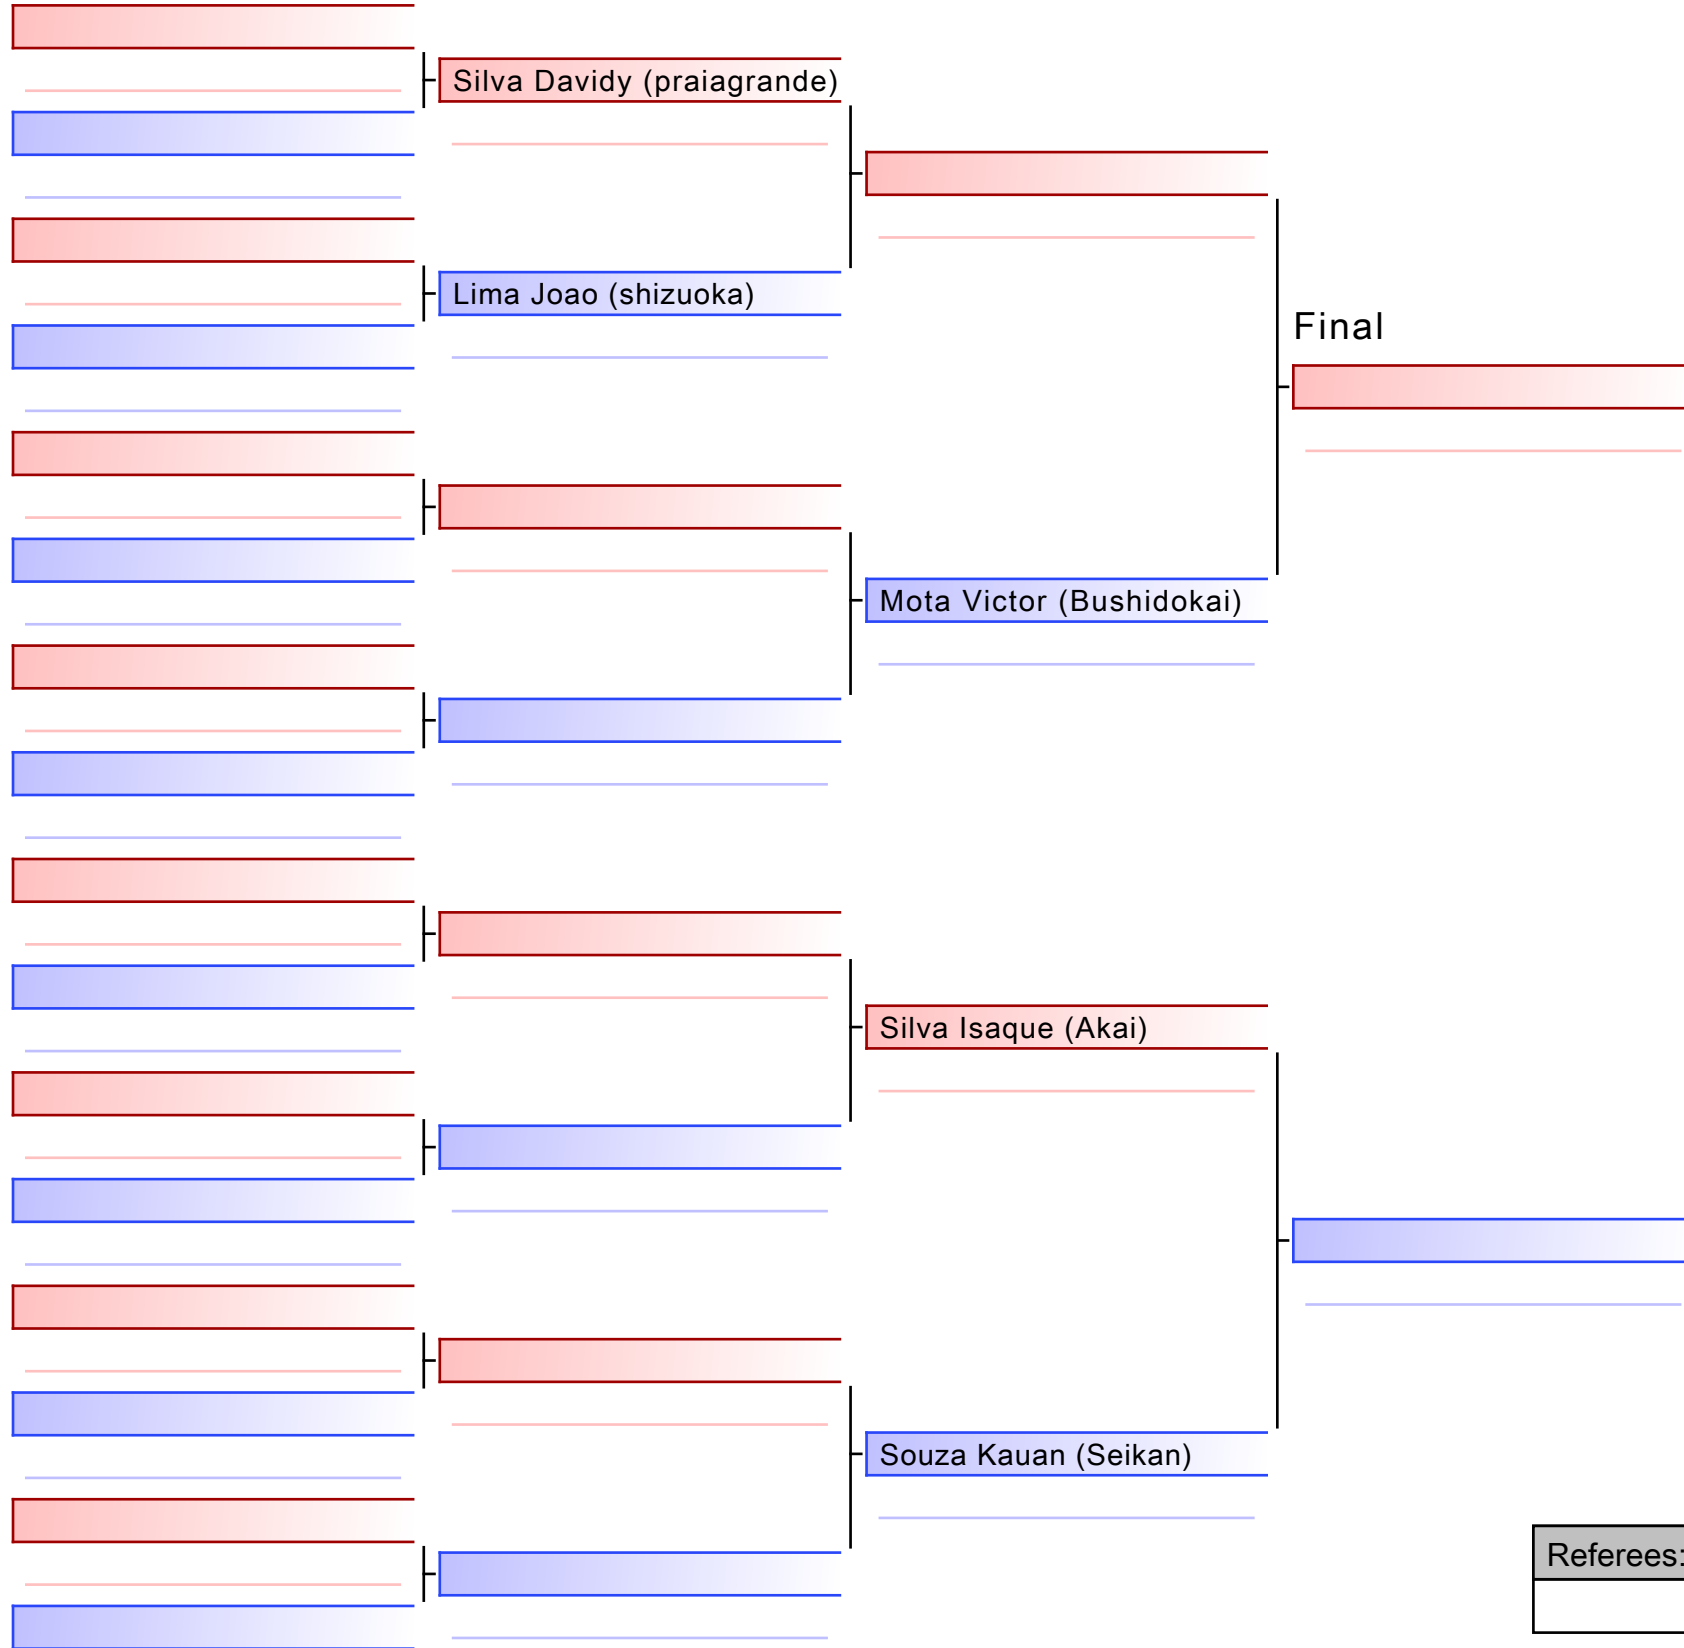 Silva Davidy (praiagrande)
Lima Joao (shizuoka)
Final
Mota Victor (Bushidokai)
Silva Isaque (Akai)
Souza Kauan (Seikan)
Referees: